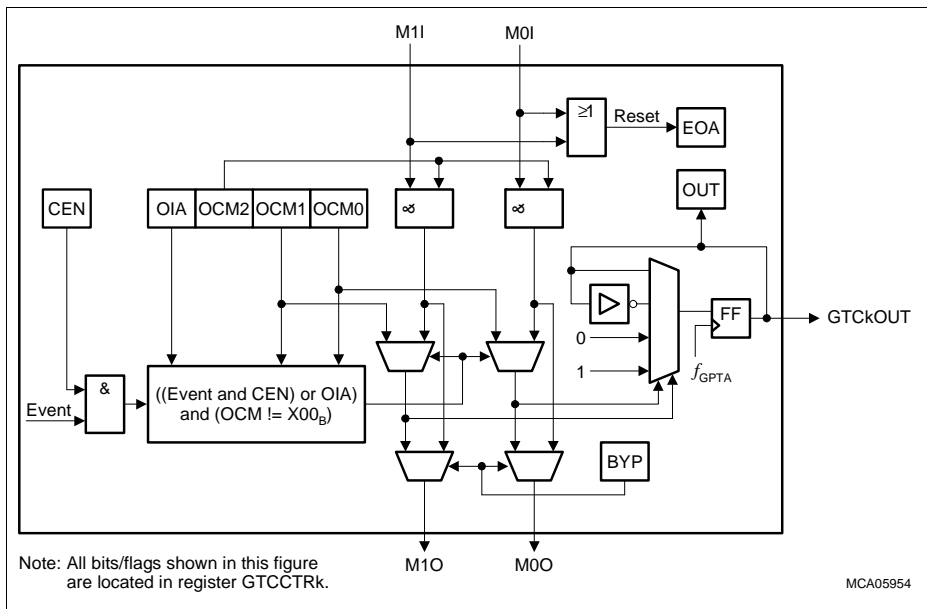 M1I M0I
≥1
Reset
EOA
OUT
CEN
OIA OCM2 OCM1 OCM0
& &
FF
GTCkOUT
0
fGPTA
1
&
Event
((Event and CEN) or OIA)
and (OCM != X00B)
BYP
M1O M0O
Note: All bits/flags shown in this figure
are located in register GTCCTRk.
MCA05954